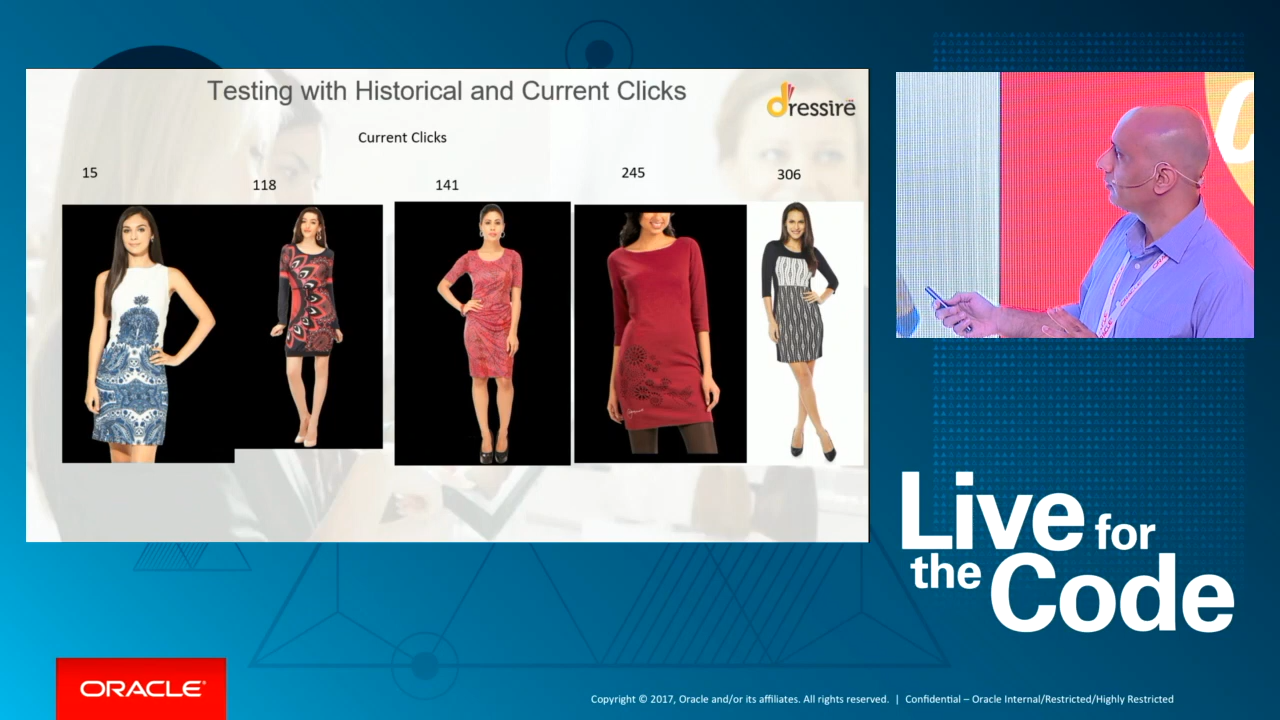 Testing with Historical and Current Clicks
dressire
Current Clicks
15
118
141
245
306
Live for
the Code
ORACLE
Copyright © 2017, Oracle and/or its affiliates. All rights reserved. | Confidential – Oracle Internal/Restricted/Highly Restricted